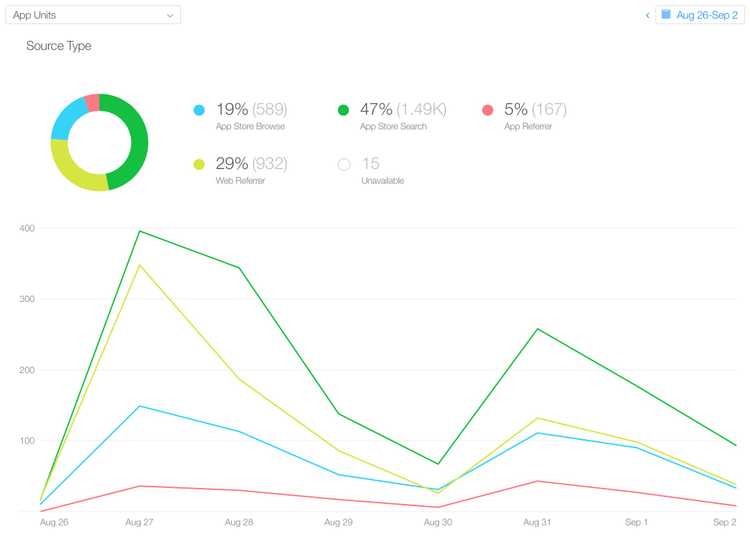 App Units
Aug 26-Sep 2
Source Type
19% (589)
App Store Browse
47% (1.49K)
App Store Search
5% (167)
App Referrer
29% (932)
Web Referrer
15
Unavailable
400
300
200
100
Aug 26 Aug 27 Aug 28 Aug 29 Aug 30 Aug 31 Sep 1 Sep 2